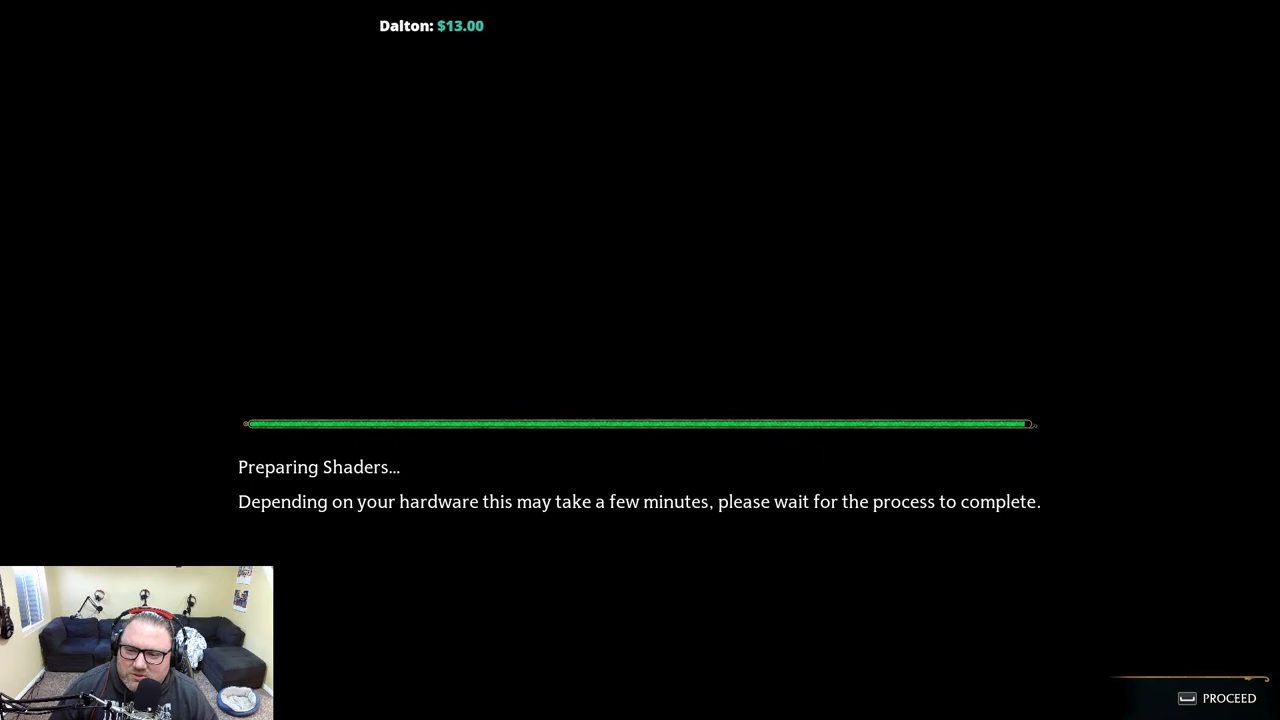 Dalton: $13.00
Preparing Shaders...
Depending on your hardware this may take a few minutes, please wait for the process to complete.
PROCEED